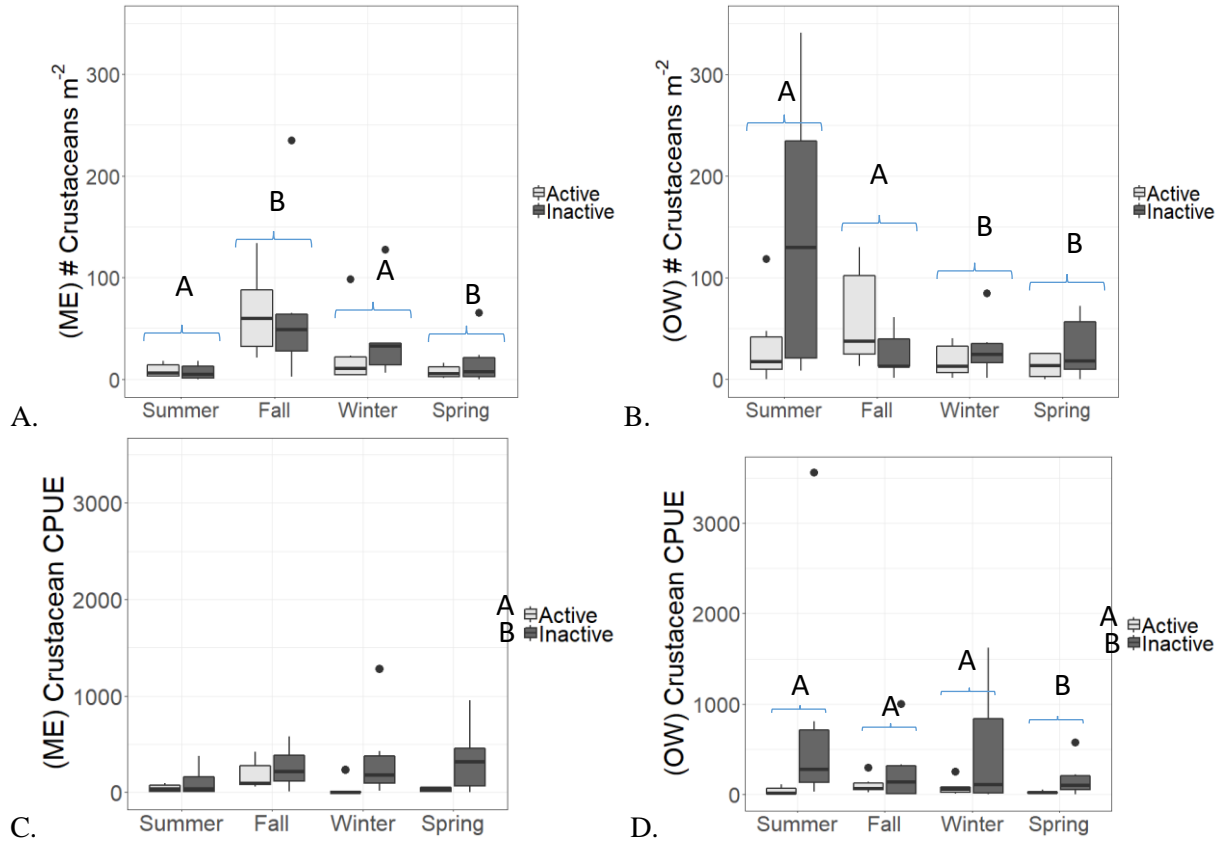 (ME) # Crustaceans m-2
300
200
100
0
A
B
A
B
Active
Inactive
Summer Fall Winter Spring
A.
(OW) # Crustaceans m-2
300
200
100
0
A
A
B
B
Active
Inactive
Summer Fall Winter Spring
B.
(ME) Crustacean CPUE
3000
2000
1000
0
A Active
B Inactive
Summer Fall Winter Spring
C.
(OW) Crustacean CPUE
3000
2000
1000
0
A
A
A
B
A Active
B Inactive
Summer Fall Winter Spring
D.